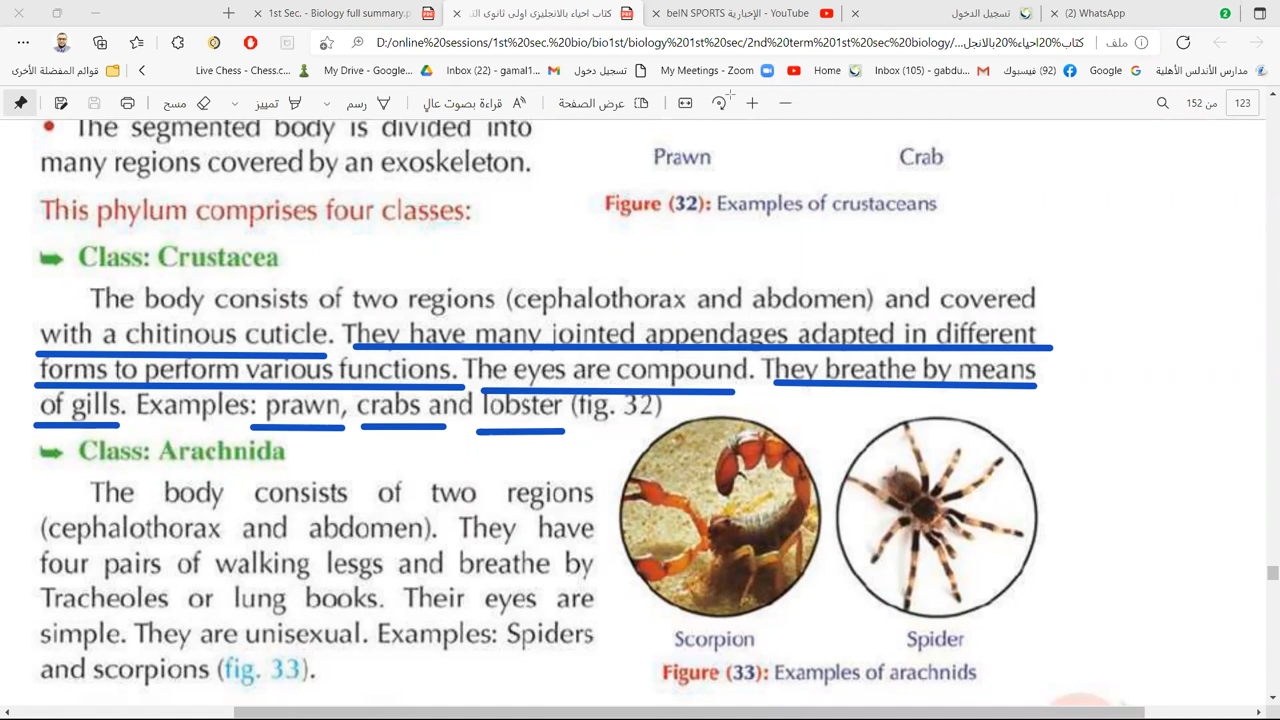 1st Sec. - Biology full summary.p
كتاب احياء بالانجليزى اولى ثانوى الت
beIN SPORTS الإخبارية - YouTube
تسجيل الدخول
(2) WhatsApp
2
D:/online%20sessions/1st%20sec.%20bio/bio1st/biology%201st%20sec/2nd%20term%201st%20sec%20biology/كتاب%20احياء%20بالانجل...
ملف
قوائم المفضلة الأخرى
Live Chess - Chess.c...
My Drive - Google...
Inbox (22) - gamal1...
تسجيل دخول
My Meetings - Zoom
Home
Inbox (105) - gabdu...
(92) فيسبوك
Google
مدارس الأندلس الأهلية
مسح
تمييز
رسم
قراءة بصوت عالٍ
عرض الصفحة
من 152
123
• The segmented body is divided into
many regions covered by an exoskeleton.
Prawn
Crab
Figure (32): Examples of crustaceans
This phylum comprises four classes:
Class: Crustacea
The body consists of two regions (cephalothorax and abdomen) and covered
with a chitinous cuticle. They have many jointed appendages adapted in different
forms to perform various functions. The eyes are compound. They breathe by means
of gills. Examples: prawn, crabs and lobster (fig. 32)
Class: Arachnida
The body consists of two regions
(cephalothorax and abdomen). They have
four pairs of walking lesgs and breathe by
Tracheoles or lung books. Their eyes are
simple. They are unisexual. Examples: Spiders
and scorpions (fig. 33).
Scorpion
Spider
Figure (33): Examples of arachnids